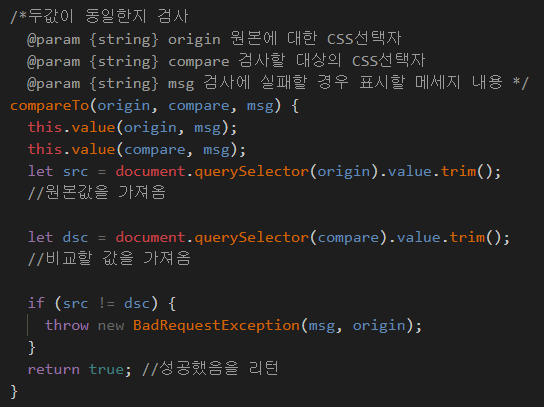 /*두값이 동일한지 검사
@param {string} origin 원본에 대한 CSS선택자
@param {string} compare 검사할 대상의 CSS선택자
@param {string} msg 검사에 실패할 경우 표시할 메세지 내용 */
compareTo(origin, compare, msg) {
this.value(origin, msg);
this.value(compare, msg);
let src = document.querySelector(origin).value.trim();
//원본값을 가져옴
let dsc = document.querySelector(compare).value.trim();
//비교할 값을 가져옴
if (src != dsc) {
throw new BadRequestException(msg, origin);
}
return true; //성공했음을 리턴
}